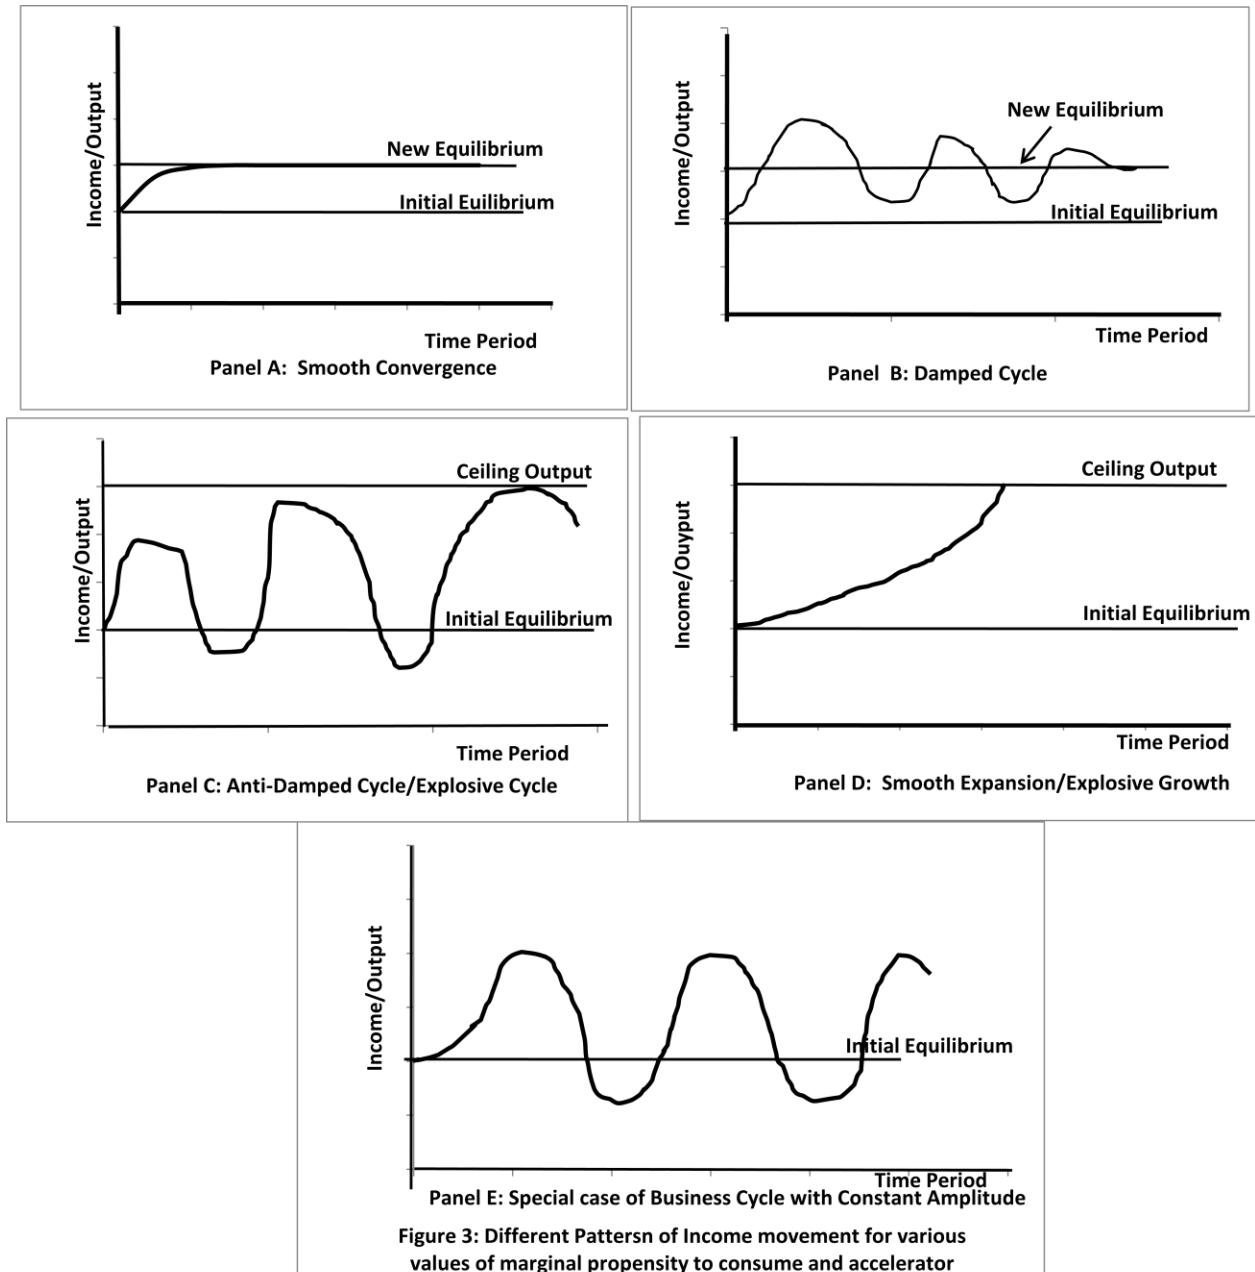 Income/Output
New Equilibrium
Initial Euilibrium
Time Period
Panel A: Smooth Convergence
Income/Output
New Equilibrium
Initial Equilibrium
Time Period
Panel B: Damped Cycle
Income/Output
Ceiling Output
Initial Equilibrium
Time Period
Panel C: Anti-Damped Cycle/Explosive Cycle
Income/Ouyput
Ceiling Output
Initial Equilibrium
Time Period
Panel D: Smooth Expansion/Explosive Growth
Income/Output
Initial Equilibrium
Time Period
Panel E: Special case of Business Cycle with Constant Amplitude
Figure 3: Different Pattersn of Income movement for various
values of marginal propensity to consume and accelerator